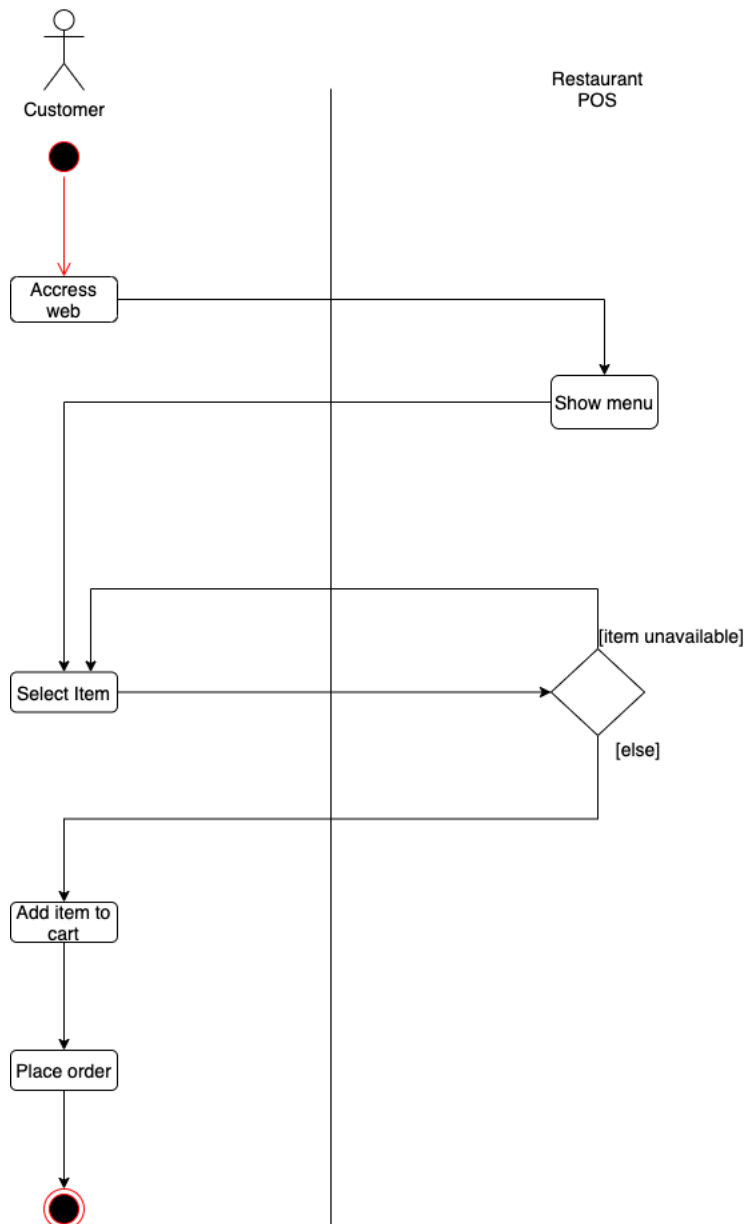 Customer
Restaurant
POS
Accress
web
Show menu
[item unavailable]
Select Item
[else]
Add item to
cart
Place order